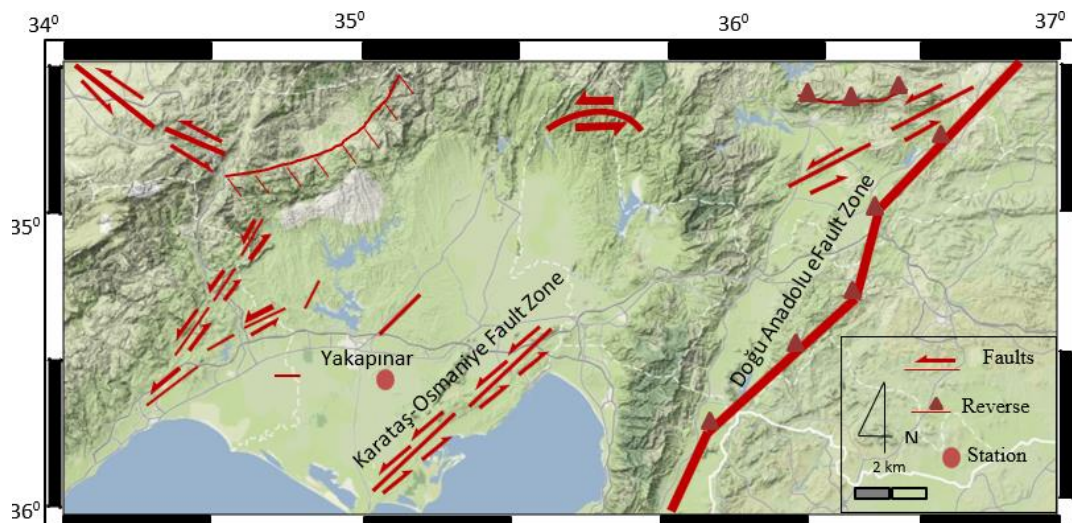 34⁰ 35⁰ 36⁰ 37⁰
34⁰
35⁰
36⁰
Yakapınar
Karataş-Osmaniye Fault Zone
Doğu Anadolu eFault Zone
Faults
Reverse
N
Station
2 km